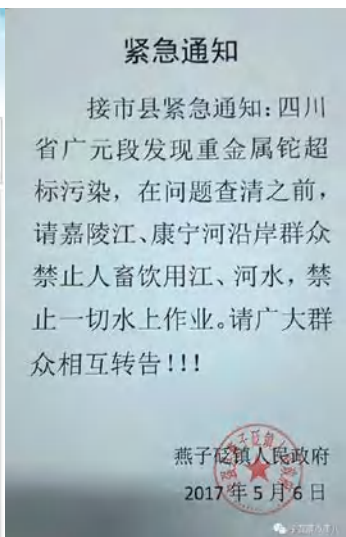 紧急通知
接市县紧急通知:四川
省广元段发现重金属铊超
标污染，在问题查清之前，
请嘉陵江、康宁河沿岸群众
禁止人畜饮用江、河水，禁
止一切水上作业。请广大群
众相互转告!!!
燕子砭镇人民政府
2017年5月6日